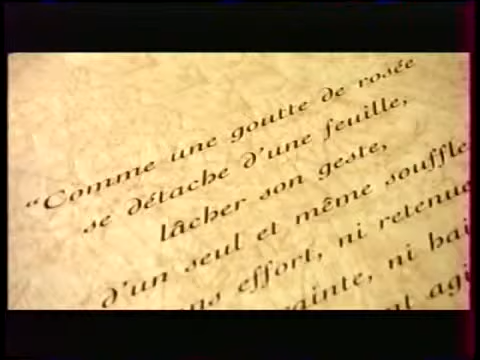 “Comme une goutte de rosée
se détache d'une feuille,
lâcher son geste,
d'un seul et même souffle
effort, ni retenue
ni